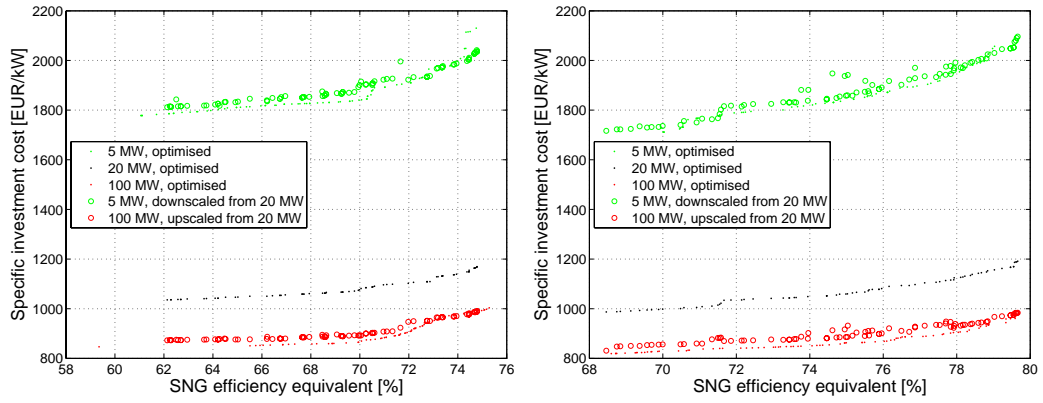 2200
2000
1800
1600
1400
1200
1000
800
58
60
62
64
66
68
70
72
74
76
Specific investment cost [EUR/kW]
SNG efficiency equivalent [%]
5 MW, optimised
20 MW, optimised
100 MW, optimised
5 MW, downscaled from 20 MW
100 MW, upscaled from 20 MW
2200
2000
1800
1600
1400
1200
1000
800
68
70
72
74
76
78
80
Specific investment cost [EUR/kW]
SNG efficiency equivalent [%]
5 MW, optimised
20 MW, optimised
100 MW, optimised
5 MW, downscaled from 20 MW
100 MW, upscaled from 20 MW